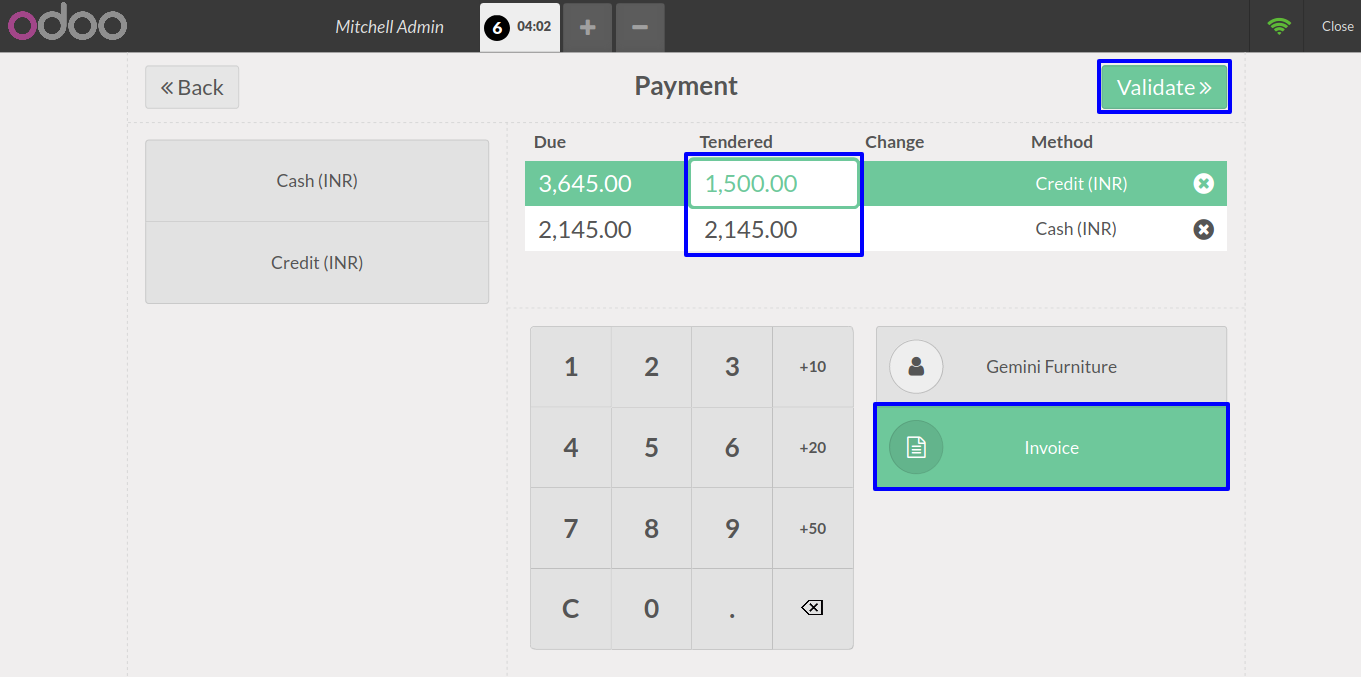 odoo
Mitchell Admin 6 04:02 + − Close
« Back Payment Validate »
Due Tendered Change Method
3,645.00 1,500.00 Credit (INR)
2,145.00 2,145.00 Cash (INR)
Cash (INR)
Credit (INR)
1 2 3 +10
4 5 6 +20
7 8 9 +50
C 0 .
Gemini Furniture
Invoice